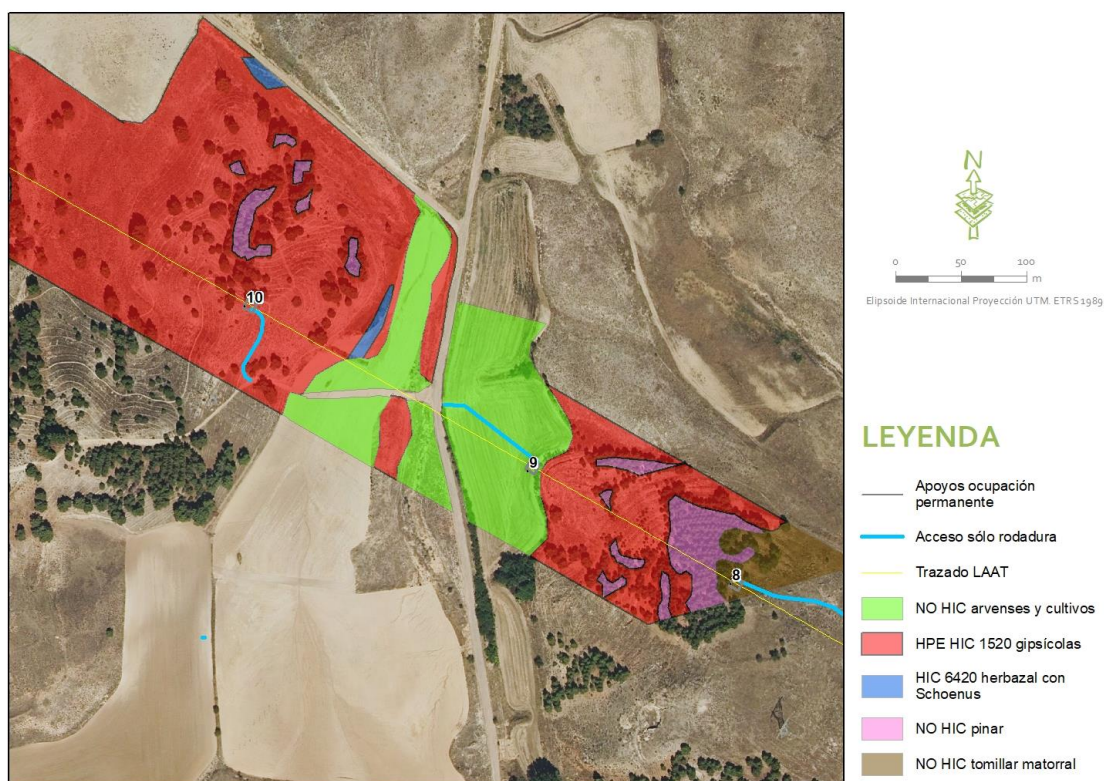 10
9
8
N
0 50 100
m
Elipsoide Internacional Proyección UTM. ETRS 1989
LEYENDA
Apoyos ocupación
permanente
Acceso sólo rodadura
Trazado LAAT
NO HIC arvenses y cultivos
HPE HIC 1520 gipsícolas
HIC 6420 herbazal con
Schoenus
NO HIC pinar
NO HIC tomillar matorral